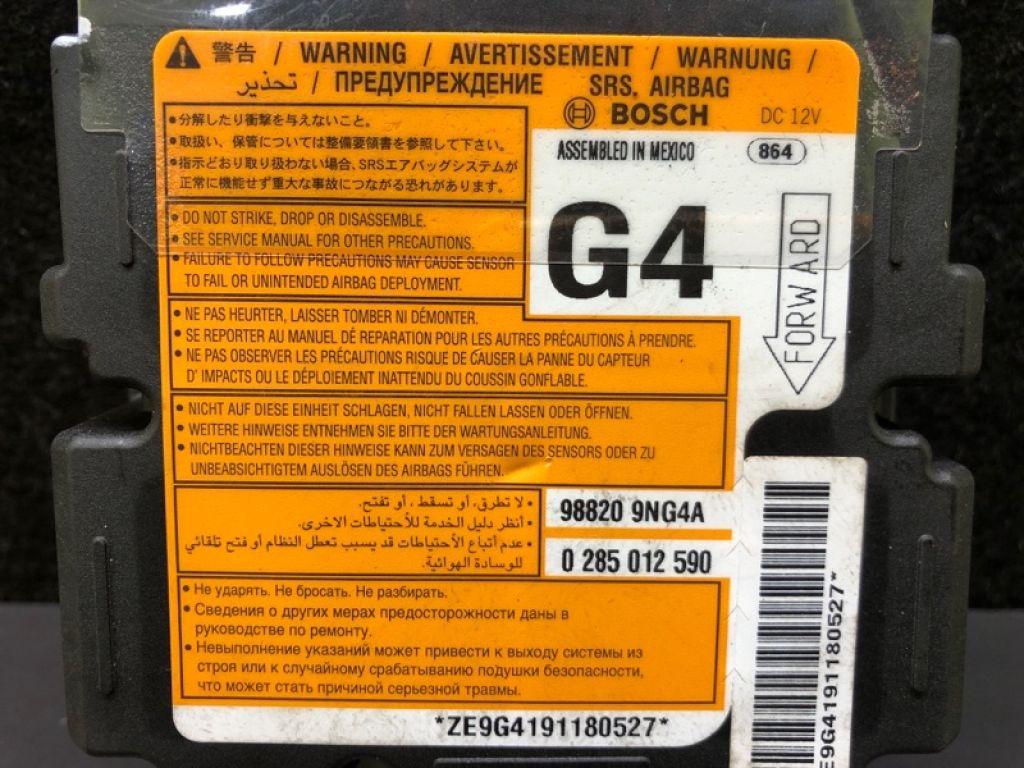 警告 / WARNING / AVERTISSEMENT / WARNUNG /
تحذير / ПРЕДУПРЕЖДЕНИЕ SRS, AIRBAG
BOSCH DC 12V
ASSEMBLED IN MEXICO 864
G4
FORWARD
●分解したり衝撃を与えないこと。
●取扱い、保管については整備要領書を参照して下さい。
●指示どおり取り扱わない場合、SRSエアバッグシステムが
正常に機能せず重大な事故につながる恐れがあります。
● DO NOT STRIKE, DROP OR DISASSEMBLE.
● SEE SERVICE MANUAL FOR OTHER PRECAUTIONS.
● FAILURE TO FOLLOW PRECAUTIONS MAY CAUSE SENSOR
TO FAIL OR UNINTENDED AIRBAG DEPLOYMENT.
● NE PAS HEURTER, LAISSER TOMBER NI DÉMONTER.
● SE REPORTER AU MANUEL DÉ REPARATION POUR LES AUTRES PRÉCAUTIONS À PRENDRE.
● NE PAS OBSERVER LES PRÉCAUTIONS RISQUE DE CAUSER LA PANNE DU CAPTEUR
D' IMPACTS OU LE DÉPLOIEMENT INATTENDU DU COUSSIN GONFLABLE.
● NICHT AUF DIESE EINHEIT SCHLAGEN, NICHT FALLEN LASSEN ODER ÖFFNEN.
● WEITERE HINWEISE ENTNEHMEN SIE BITTE DER WARTUNGSANLEITUNG.
● NICHTBEACHTEN DIESER HINWEISE KANN ZUM VERSAGEN DES SENSORS ODER ZU
UNBEABSICHTIGTEM AUSLÖSEN DES AIRBAGS FÜHREN.
● لا تطرق، أو تسقط ، أو تفتح.
● أنظر دليل الخدمة للأحتياطات الاخرى.
● عدم أتباع الأحتياطات قد يسبب تعطل النظام أو فتح تلقائي
للوسادة الهوائية.
98820 9NG4A
0 285 012 590
● Не ударять. Не бросать. Не разбирать.
● Сведения о других мерах предосторожности даны в
руководстве по ремонту.
● Невыполнение указаний может привести к выходу системы из
строя или к случайному срабатыванию подушки безопасности,
что может стать причиной серьезной травмы.
*ZE9G4191180527*
E9G4191180527*